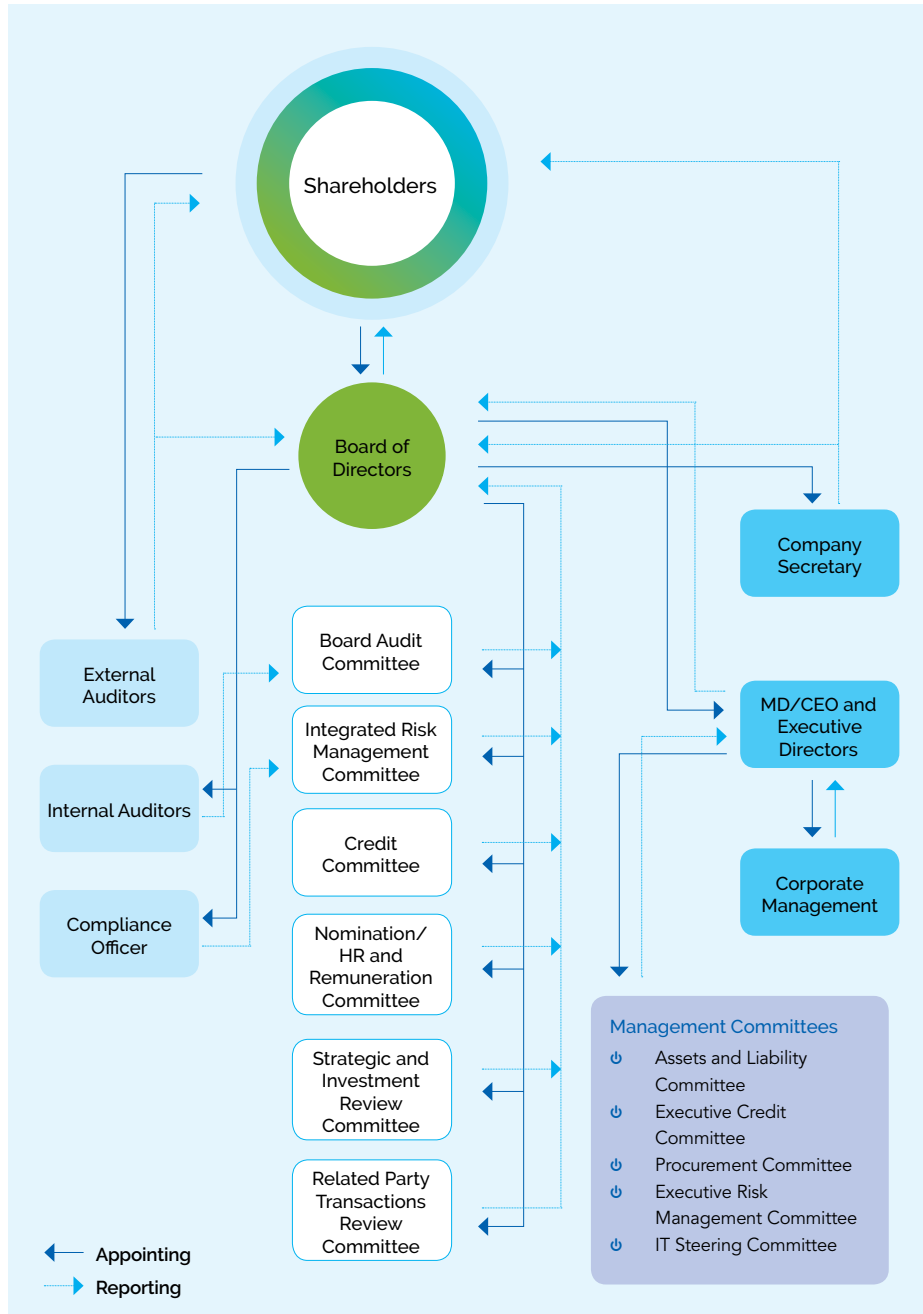 Shareholders
Board of
Directors
Company
Secretary
External
Auditors
Board Audit
Committee
MD/CEO and
Executive
Directors
Integrated Risk
Management
Committee
Internal Auditors
Credit
Committee
Corporate
Management
Compliance
Officer
Nomination/
HR and
Remuneration
Committee
Management Committees
Assets and Liability
Committee
Executive Credit
Committee
Procurement Committee
Executive Risk
Management Committee
IT Steering Committee
Strategic and
Investment
Review
Committee
Related Party
Transactions
Review
Committee
Appointing
Reporting